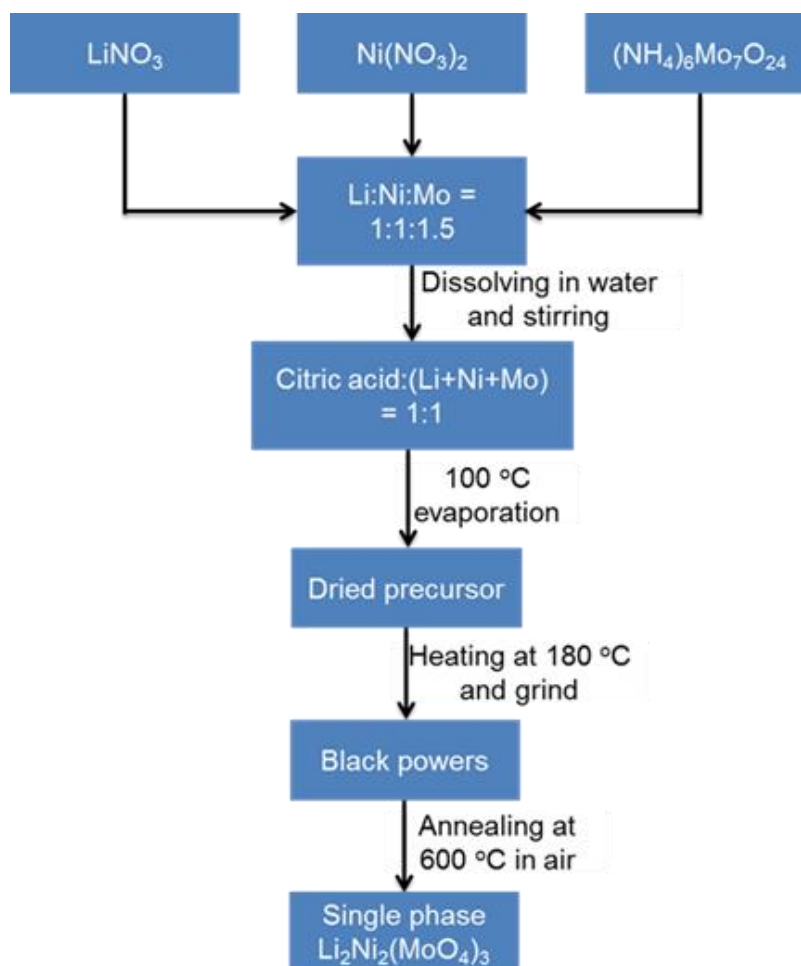 LiNO₃
Ni(NO₃)₂
(NH₄)₆Mo₇O₂₄
Li:Ni:Mo =
1:1:1.5
Dissolving in water
and stirring
Citric acid:(Li+Ni+Mo)
= 1:1
100 °C
evaporation
Dried precursor
Heating at 180 °C
and grind
Black powers
Annealing at
600 °C in air
Single phase
Li₂Ni₂(MoO₄)₃